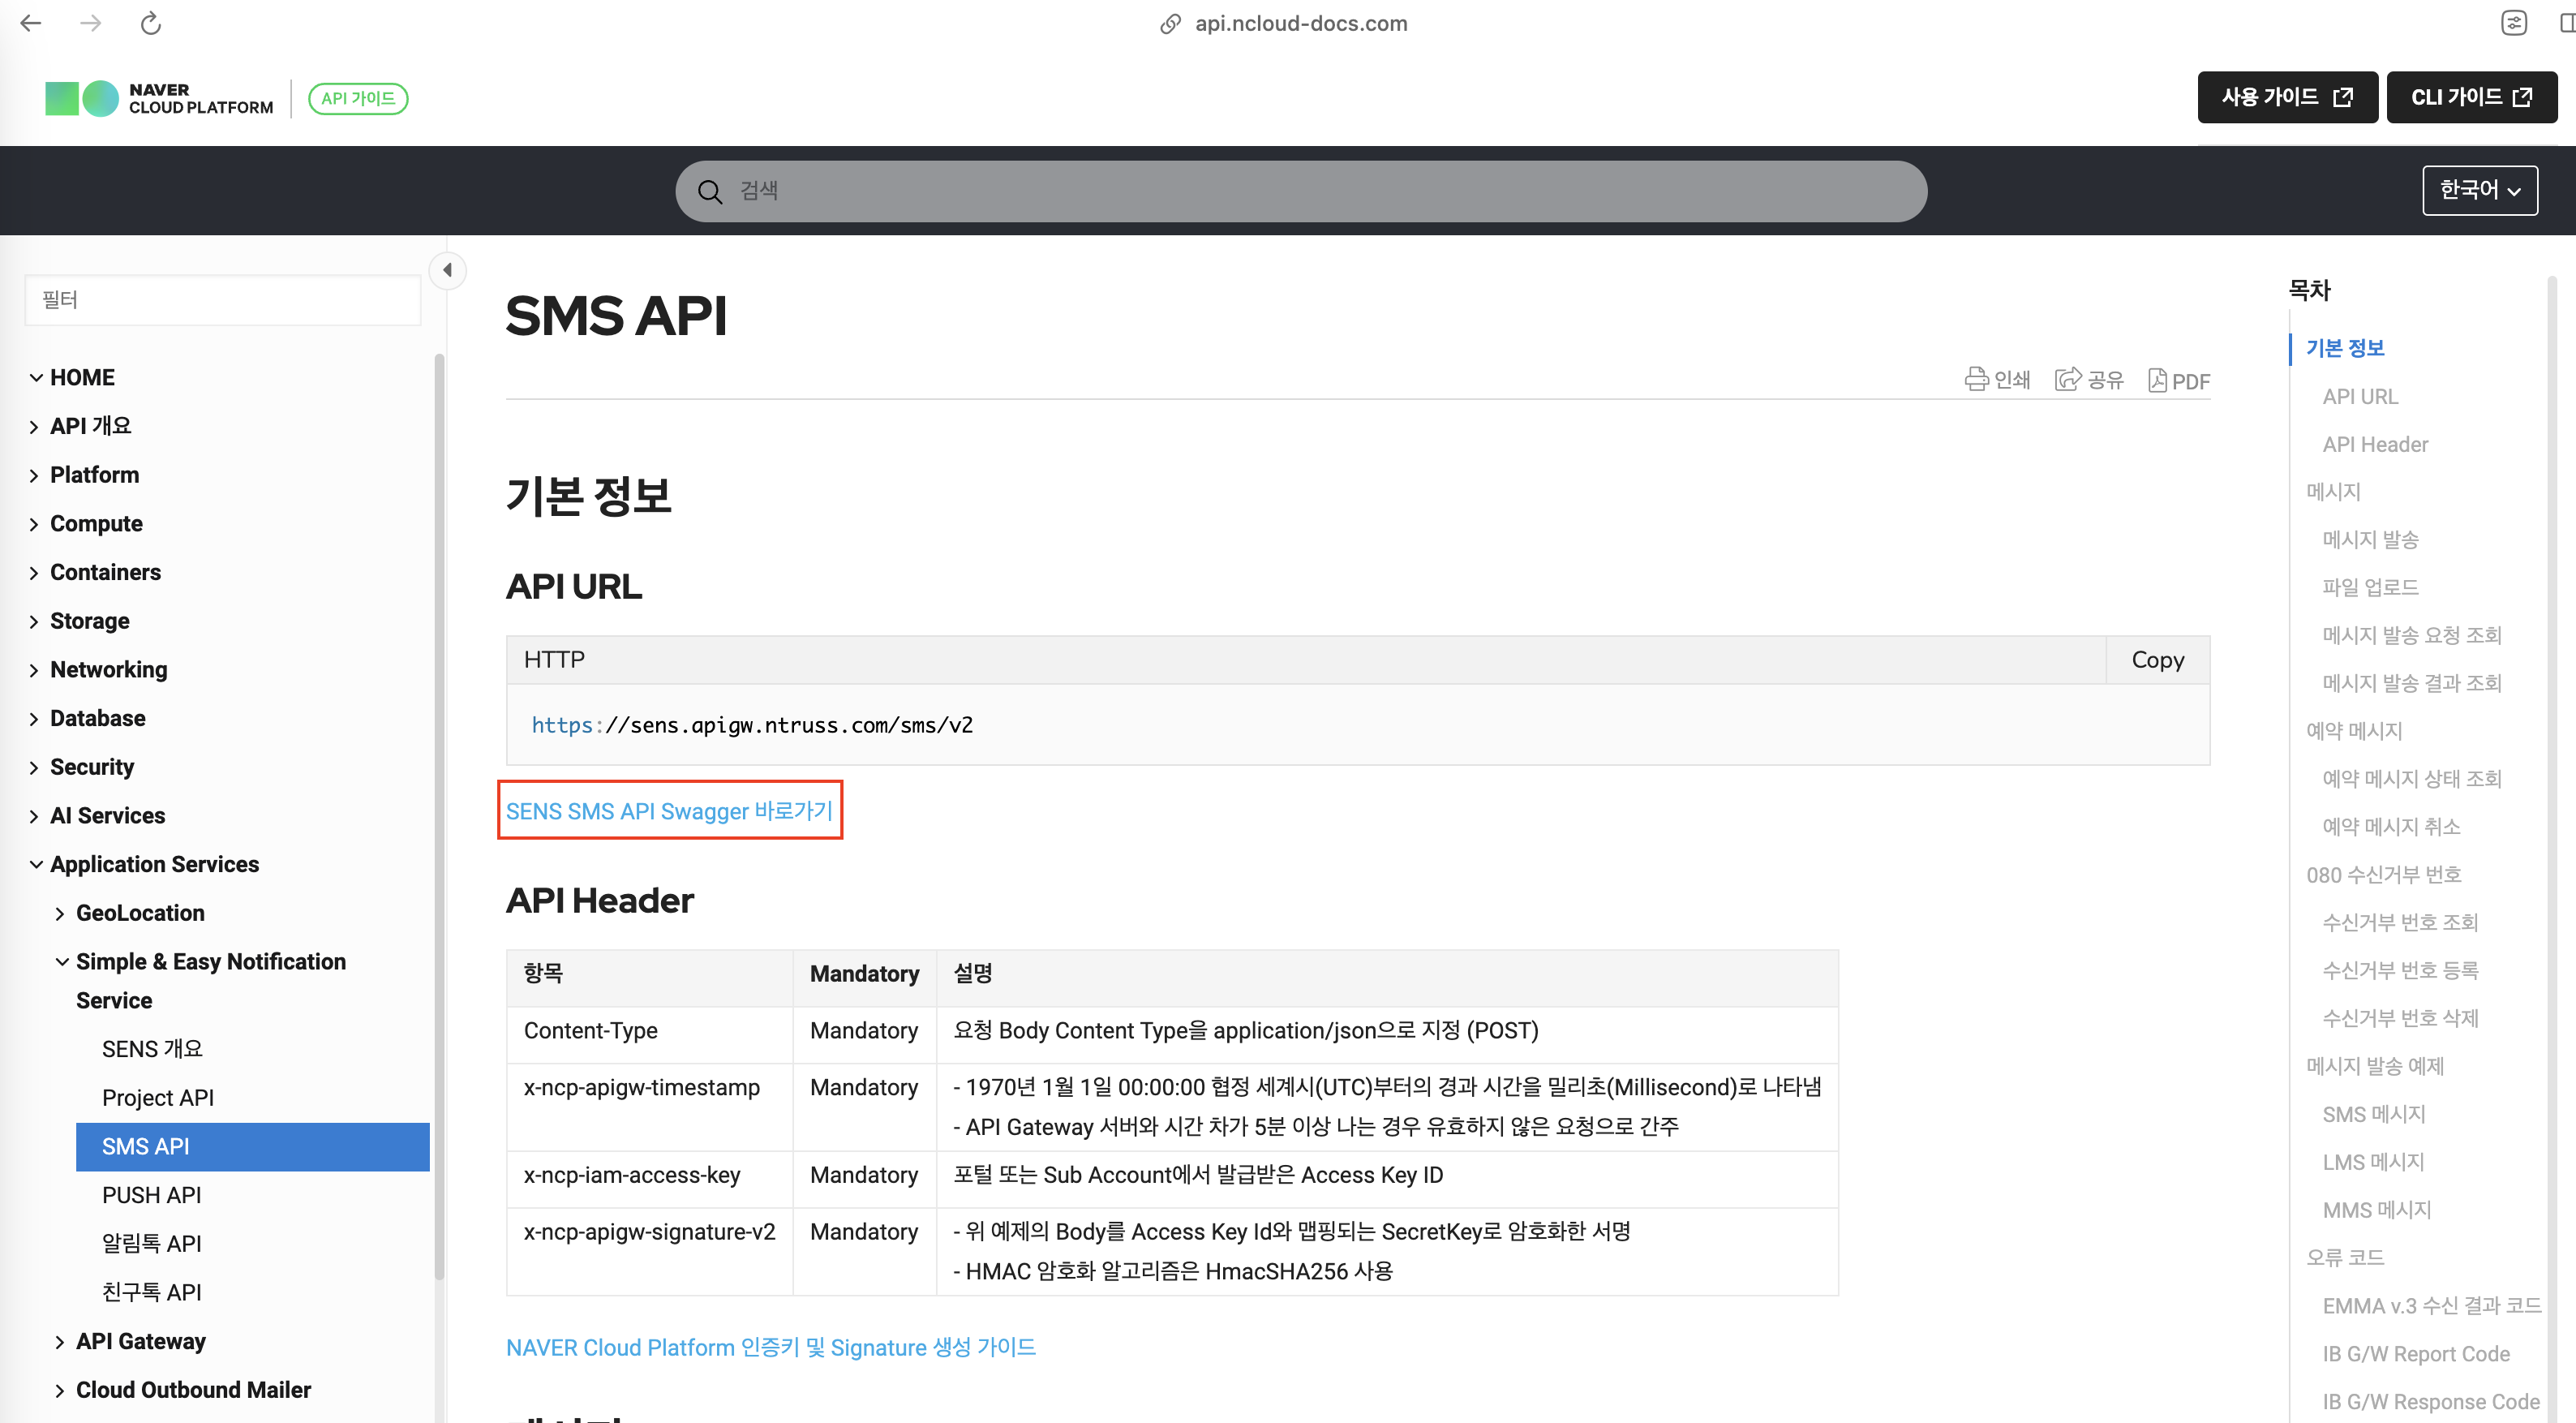 api.ncloud-docs.com
NAVER
CLOUD PLATFORM
API 가이드
사용 가이드
CLI 가이드
검색
한국어
필터
HOME
API 개요
Platform
Compute
Containers
Storage
Networking
Database
Security
AI Services
Application Services
GeoLocation
Simple & Easy Notification
Service
SENS 개요
Project API
SMS API
PUSH API
알림톡 API
친구톡 API
API Gateway
Cloud Outbound Mailer
SMS API
인쇄 공유 PDF
기본 정보
API URL
HTTP Copy
https://sens.apigw.ntruss.com/sms/v2
SENS SMS API Swagger 바로가기
API Header
항목 Mandatory 설명
Content-Type Mandatory 요청 Body Content Type을 application/json으로 지정 (POST)
x-ncp-apigw-timestamp Mandatory - 1970년 1월 1일 00:00:00 협정 세계시(UTC)부터의 경과 시간을 밀리초(Millisecond)로 나타냄
- API Gateway 서버와 시간 차가 5분 이상 나는 경우 유효하지 않은 요청으로 간주
x-ncp-iam-access-key Mandatory 포털 또는 Sub Account에서 발급받은 Access Key ID
x-ncp-apigw-signature-v2 Mandatory - 위 예제의 Body를 Access Key Id와 맵핑되는 SecretKey로 암호화한 서명
- HMAC 암호화 알고리즘은 HmacSHA256 사용
NAVER Cloud Platform 인증키 및 Signature 생성 가이드
목차
기본 정보
API URL
API Header
메시지
메시지 발송
파일 업로드
메시지 발송 요청 조회
메시지 발송 결과 조회
예약 메시지
예약 메시지 상태 조회
예약 메시지 취소
080 수신거부 번호
수신거부 번호 조회
수신거부 번호 등록
수신거부 번호 삭제
메시지 발송 예제
SMS 메시지
LMS 메시지
MMS 메시지
오류 코드
EMMA v.3 수신 결과 코드
IB G/W Report Code
IB G/W Response Code